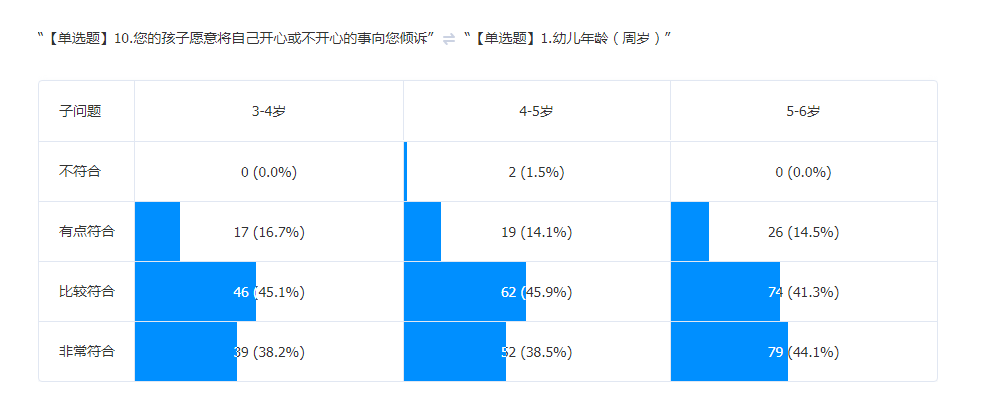 “【单选题】10.您的孩子愿意将自己开心或不开心的事向您倾诉” ⇌ “【单选题】1.幼儿年龄（周岁）”
子问题 3-4岁 4-5岁 5-6岁
不符合 0 (0.0%) 2 (1.5%) 0 (0.0%)
有点符合 17 (16.7%) 19 (14.1%) 26 (14.5%)
比较符合 46 (45.1%) 62 (45.9%) 74 (41.3%)
非常符合 39 (38.2%) 52 (38.5%) 79 (44.1%)